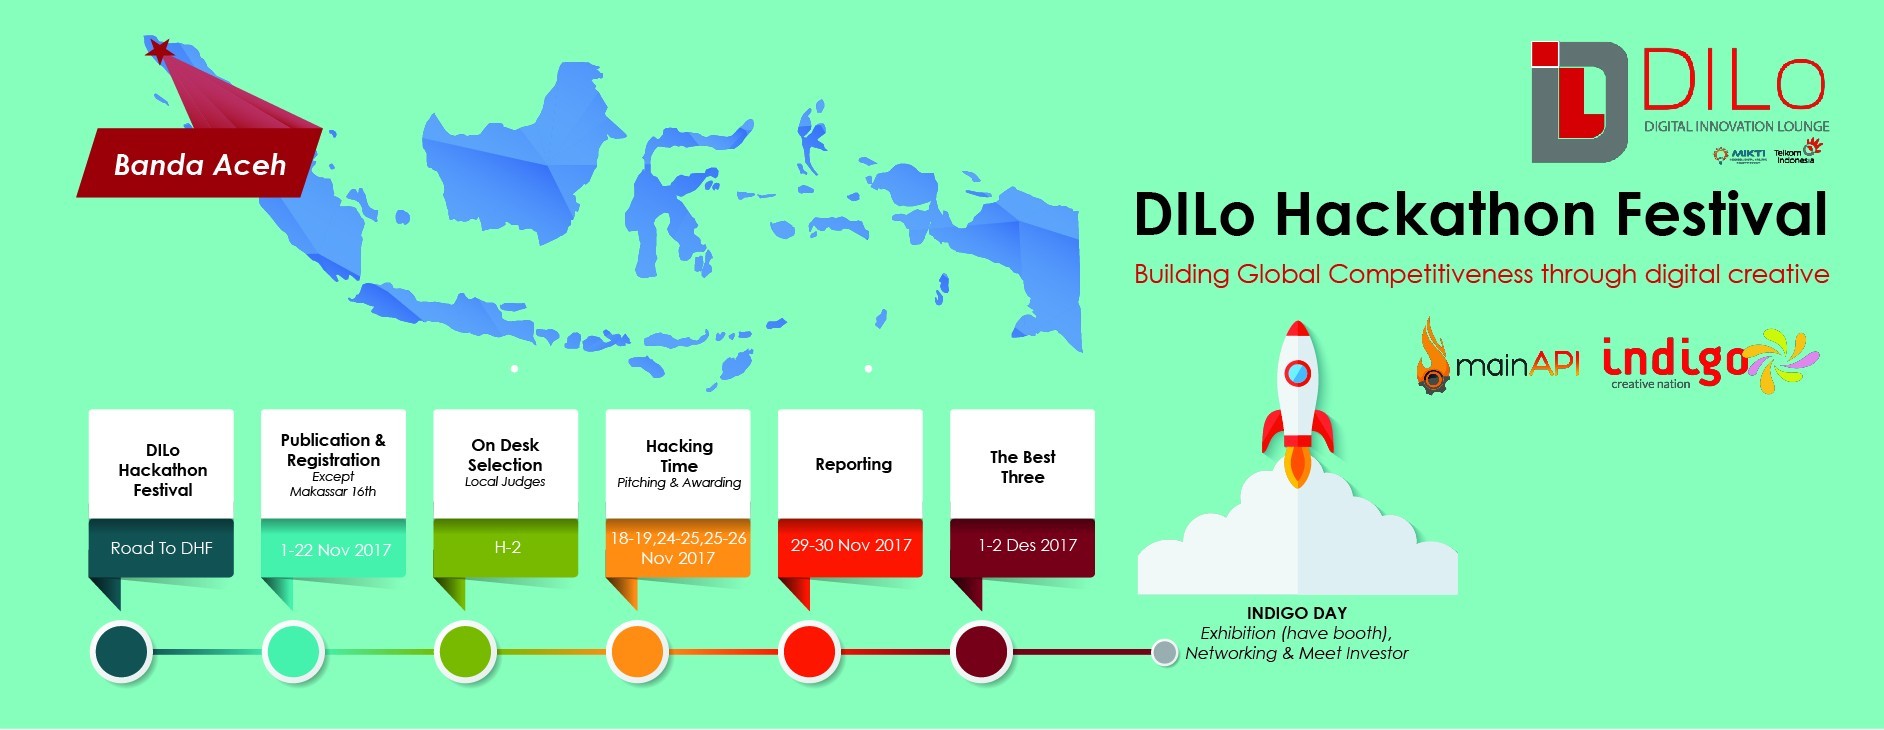 Banda Aceh
DILo
DIGITAL INNOVATION LOUNGE
MIKTI
Telkom
Indonesia
DILo Hackathon Festival
Building Global Competitiveness through digital creative
mainAPI
indigo
creative nation
DILo
Hackathon
Festival
Road To DHF
Publication &
Registration
Except
Makassar 16th
1-22 Nov 2017
On Desk
Selection
Local Judges
H-2
Hacking
Time
Pitching & Awarding
18-19,24-25,25-26
Nov 2017
Reporting
29-30 Nov 2017
The Best
Three
1-2 Des 2017
INDIGO DAY
Exhibition (have booth),
Networking & Meet Investor